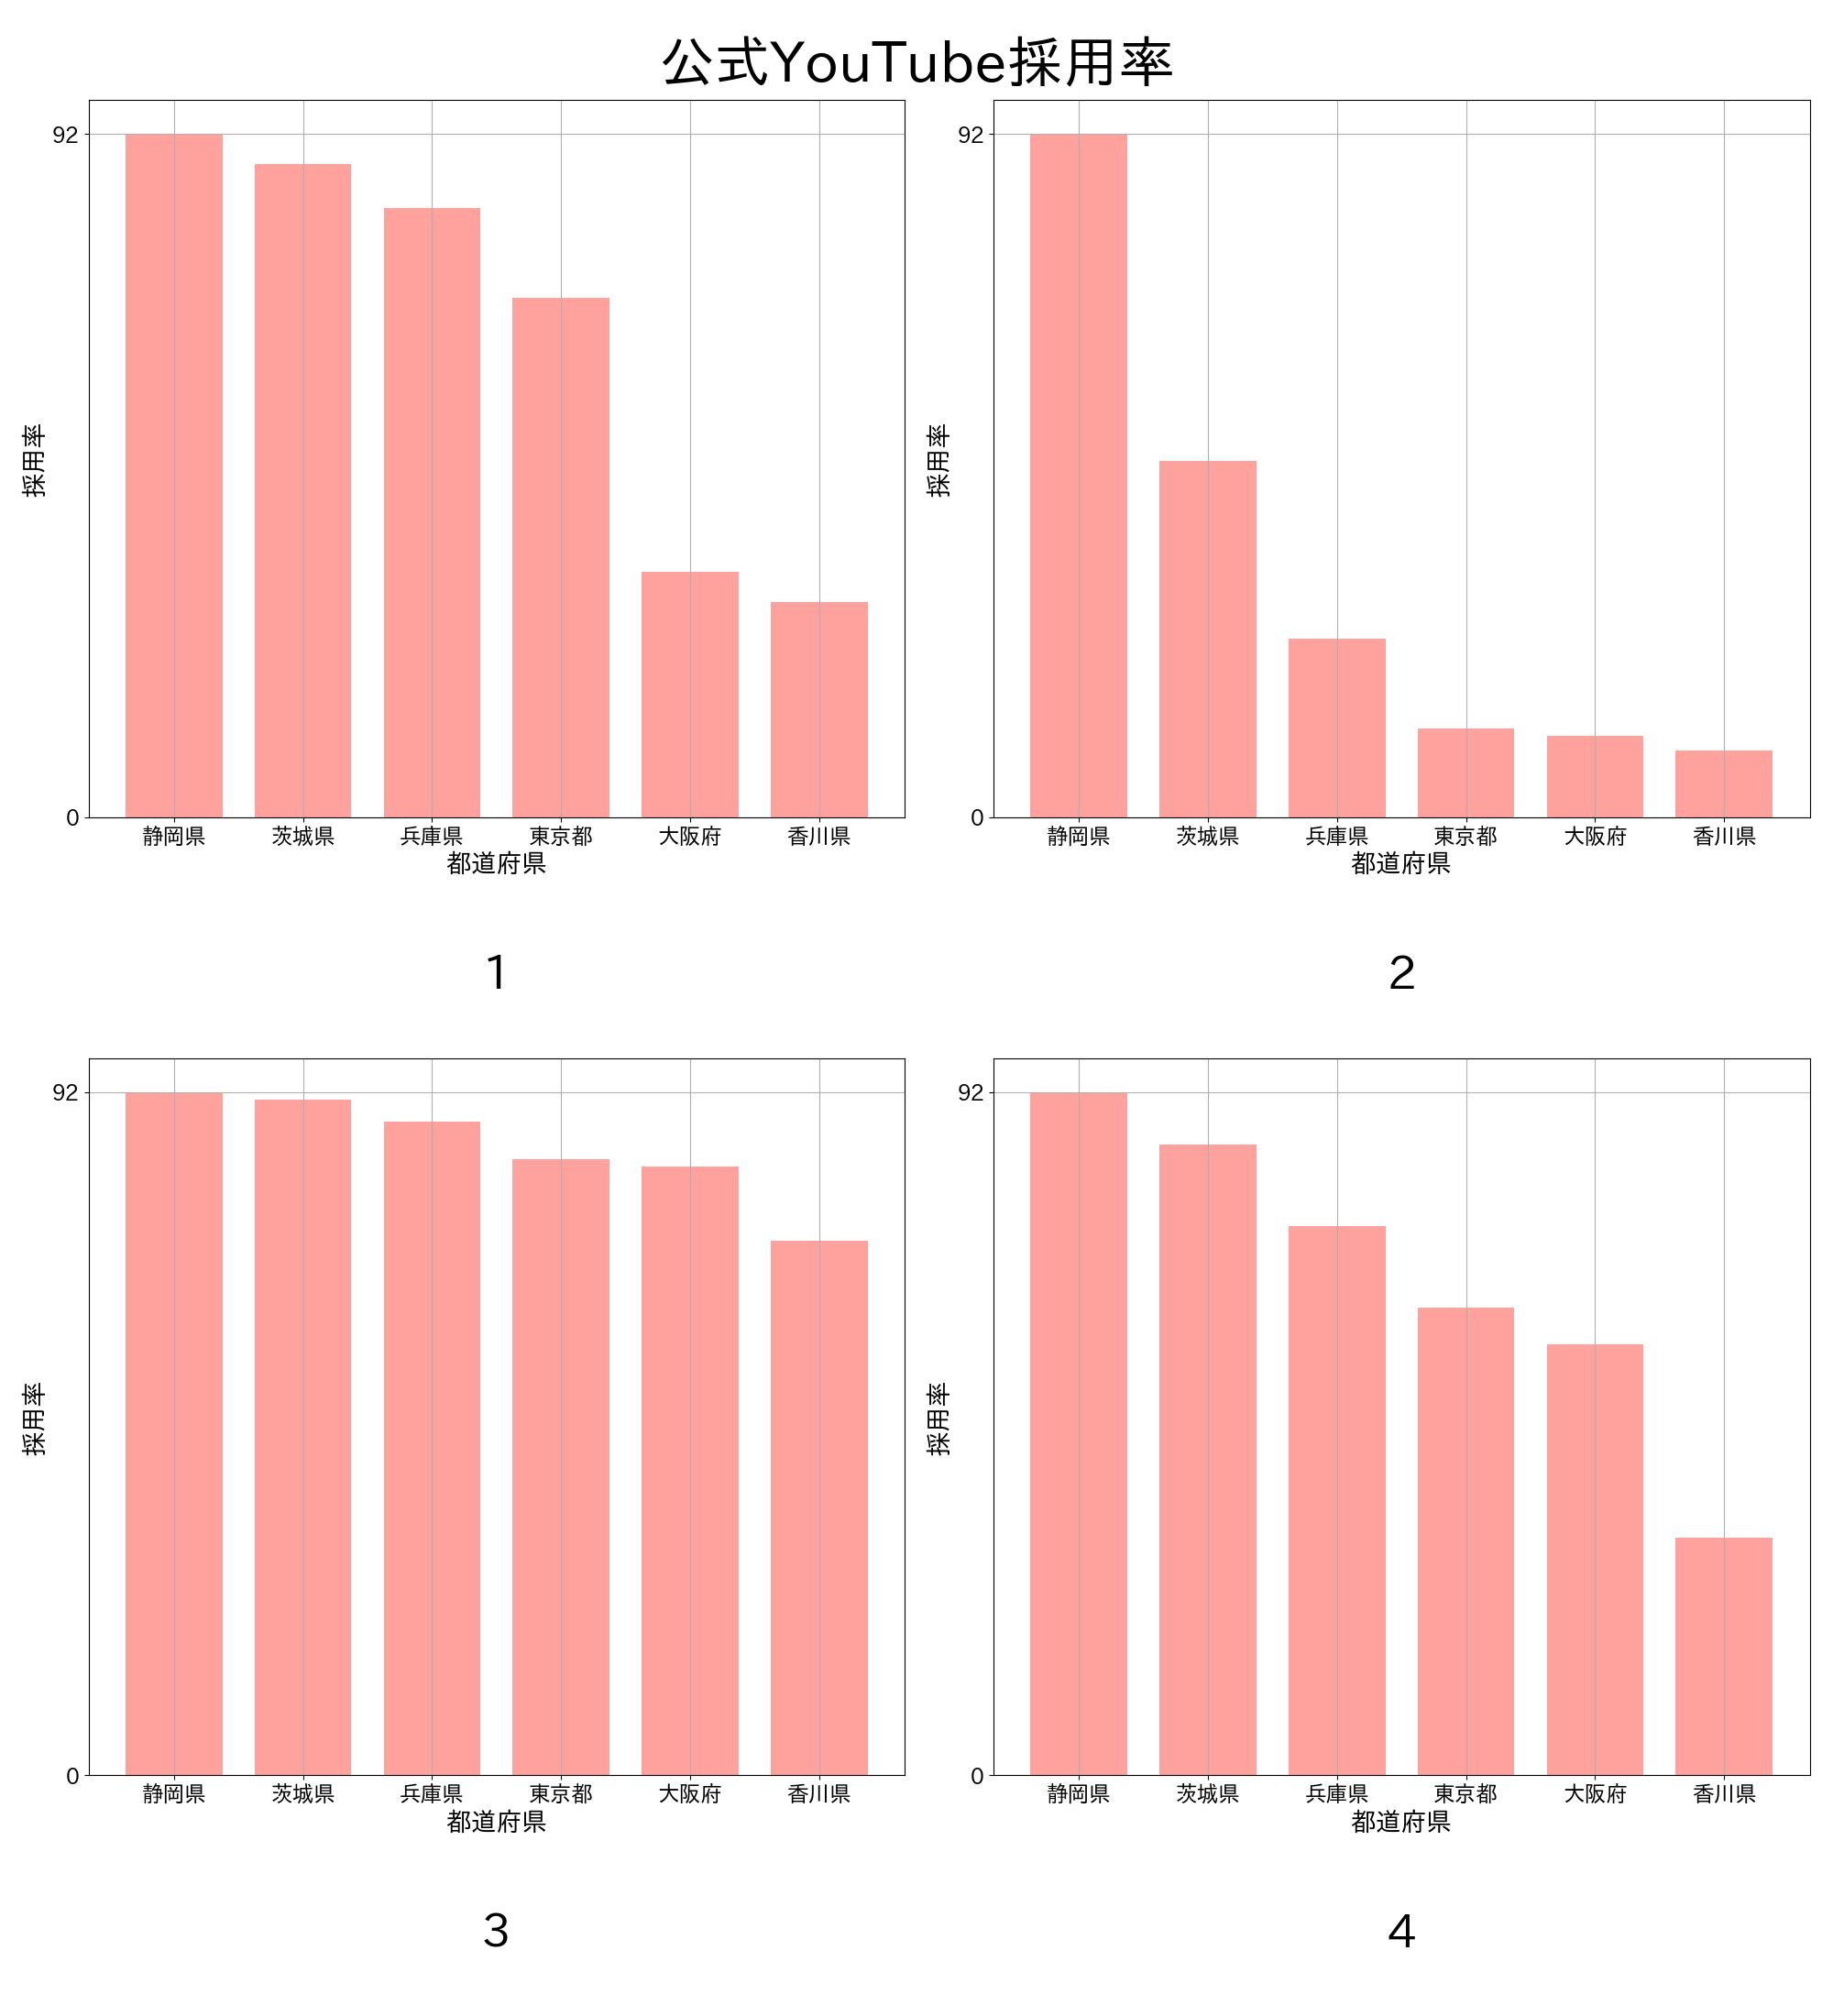 公式YouTube採用率
92
0
採用率
静岡県 茨城県 兵庫県 東京都 大阪府 香川県
都道府県
1
92
0
採用率
静岡県 茨城県 兵庫県 東京都 大阪府 香川県
都道府県
2
92
0
採用率
静岡県 茨城県 兵庫県 東京都 大阪府 香川県
都道府県
3
92
0
採用率
静岡県 茨城県 兵庫県 東京都 大阪府 香川県
都道府県
4